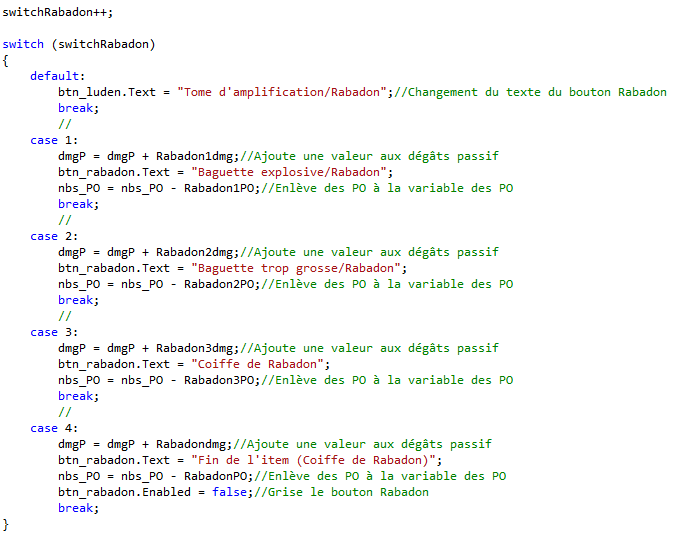 switchRabadon++;
switch (switchRabadon)
{
default:
btn_luden.Text = "Tome d'amplification/Rabadon";//Changement du texte du bouton Rabadon
break;
//
case 1:
dmgP = dmgP + Rabadon1dmg;//Ajoute une valeur aux dégâts passif
btn_rabadon.Text = "Baguette explosive/Rabadon";
nbs_PO = nbs_PO - Rabadon1PO;//Enlève des PO à la variable des PO
break;
//
case 2:
dmgP = dmgP + Rabadon2dmg;//Ajoute une valeur aux dégâts passif
btn_rabadon.Text = "Baguette trop grosse/Rabadon";
nbs_PO = nbs_PO - Rabadon2PO;//Enlève des PO à la variable des PO
break;
//
case 3:
dmgP = dmgP + Rabadon3dmg;//Ajoute une valeur aux dégâts passif
btn_rabadon.Text = "Coiffe de Rabadon";
nbs_PO = nbs_PO - Rabadon3PO;//Enlève des PO à la variable des PO
break;
//
case 4:
dmgP = dmgP + Rabadondmg;//Ajoute une valeur aux dégâts passif
btn_rabadon.Text = "Fin de l'item (Coiffe de Rabadon)";
nbs_PO = nbs_PO - RabadonPO;//Enlève des PO à la variable des PO
btn_rabadon.Enabled = false;//Grise le bouton Rabadon
break;
}